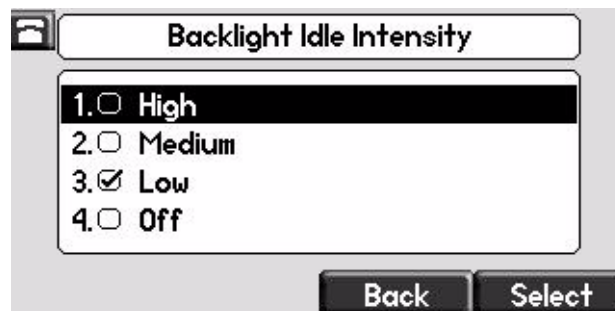 Backlight Idle Intensity
1. High
2. Medium
3. Low
4. Off
Back Select